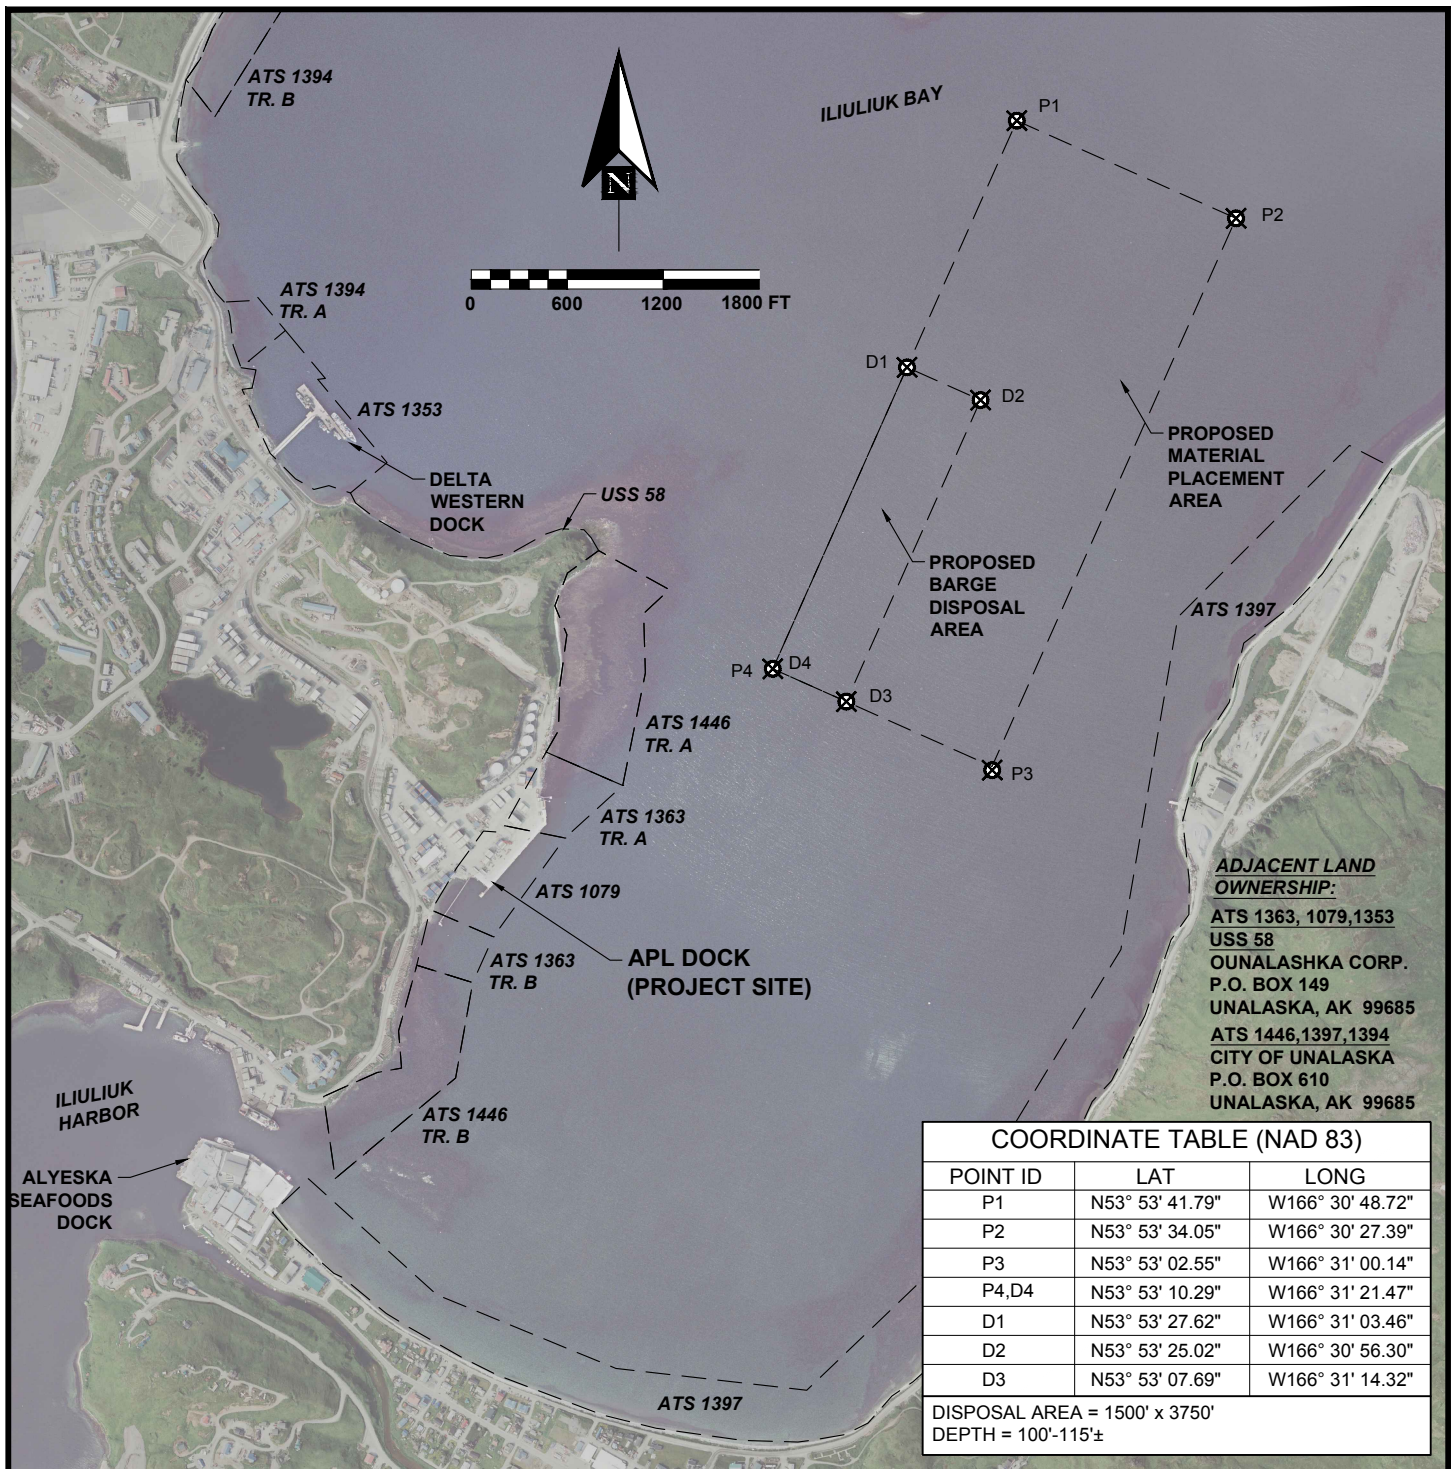 ATS 1394
TR. B
ILIULIUK BAY
P1
P2
N
0 600 1200 1800 FT
ATS 1394
TR. A
D1
D2
ATS 1353
PROPOSED
MATERIAL
PLACEMENT
AREA
DELTA
WESTERN
DOCK
USS 58
PROPOSED
BARGE
DISPOSAL
AREA
ATS 1397
P4
D4
D3
P3
ATS 1446
TR. A
ATS 1363
TR. A
ATS 1079
ATS 1363
TR. B
APL DOCK
(PROJECT SITE)
ADJACENT LAND
OWNERSHIP:
ATS 1363, 1079,1353
USS 58
OUNALASHKA CORP.
P.O. BOX 149
UNALASKA, AK 99685
ATS 1446,1397,1394
CITY OF UNALASKA
P.O. BOX 610
UNALASKA, AK 99685
ILIULIUK
HARBOR
ATS 1446
TR. B
ALYESKA
SEAFOODS
DOCK
ATS 1397
COORDINATE TABLE (NAD 83)
POINT ID LAT LONG
P1 N53° 53' 41.79" W166° 30' 48.72"
P2 N53° 53' 34.05" W166° 30' 27.39"
P3 N53° 53' 02.55" W166° 31' 00.14"
P4,D4 N53° 53' 10.29" W166° 31' 21.47"
D1 N53° 53' 27.62" W166° 31' 03.46"
D2 N53° 53' 25.02" W166° 30' 56.30"
D3 N53° 53' 07.69" W166° 31' 14.32"
DISPOSAL AREA = 1500' x 3750'
DEPTH = 100'-115'±